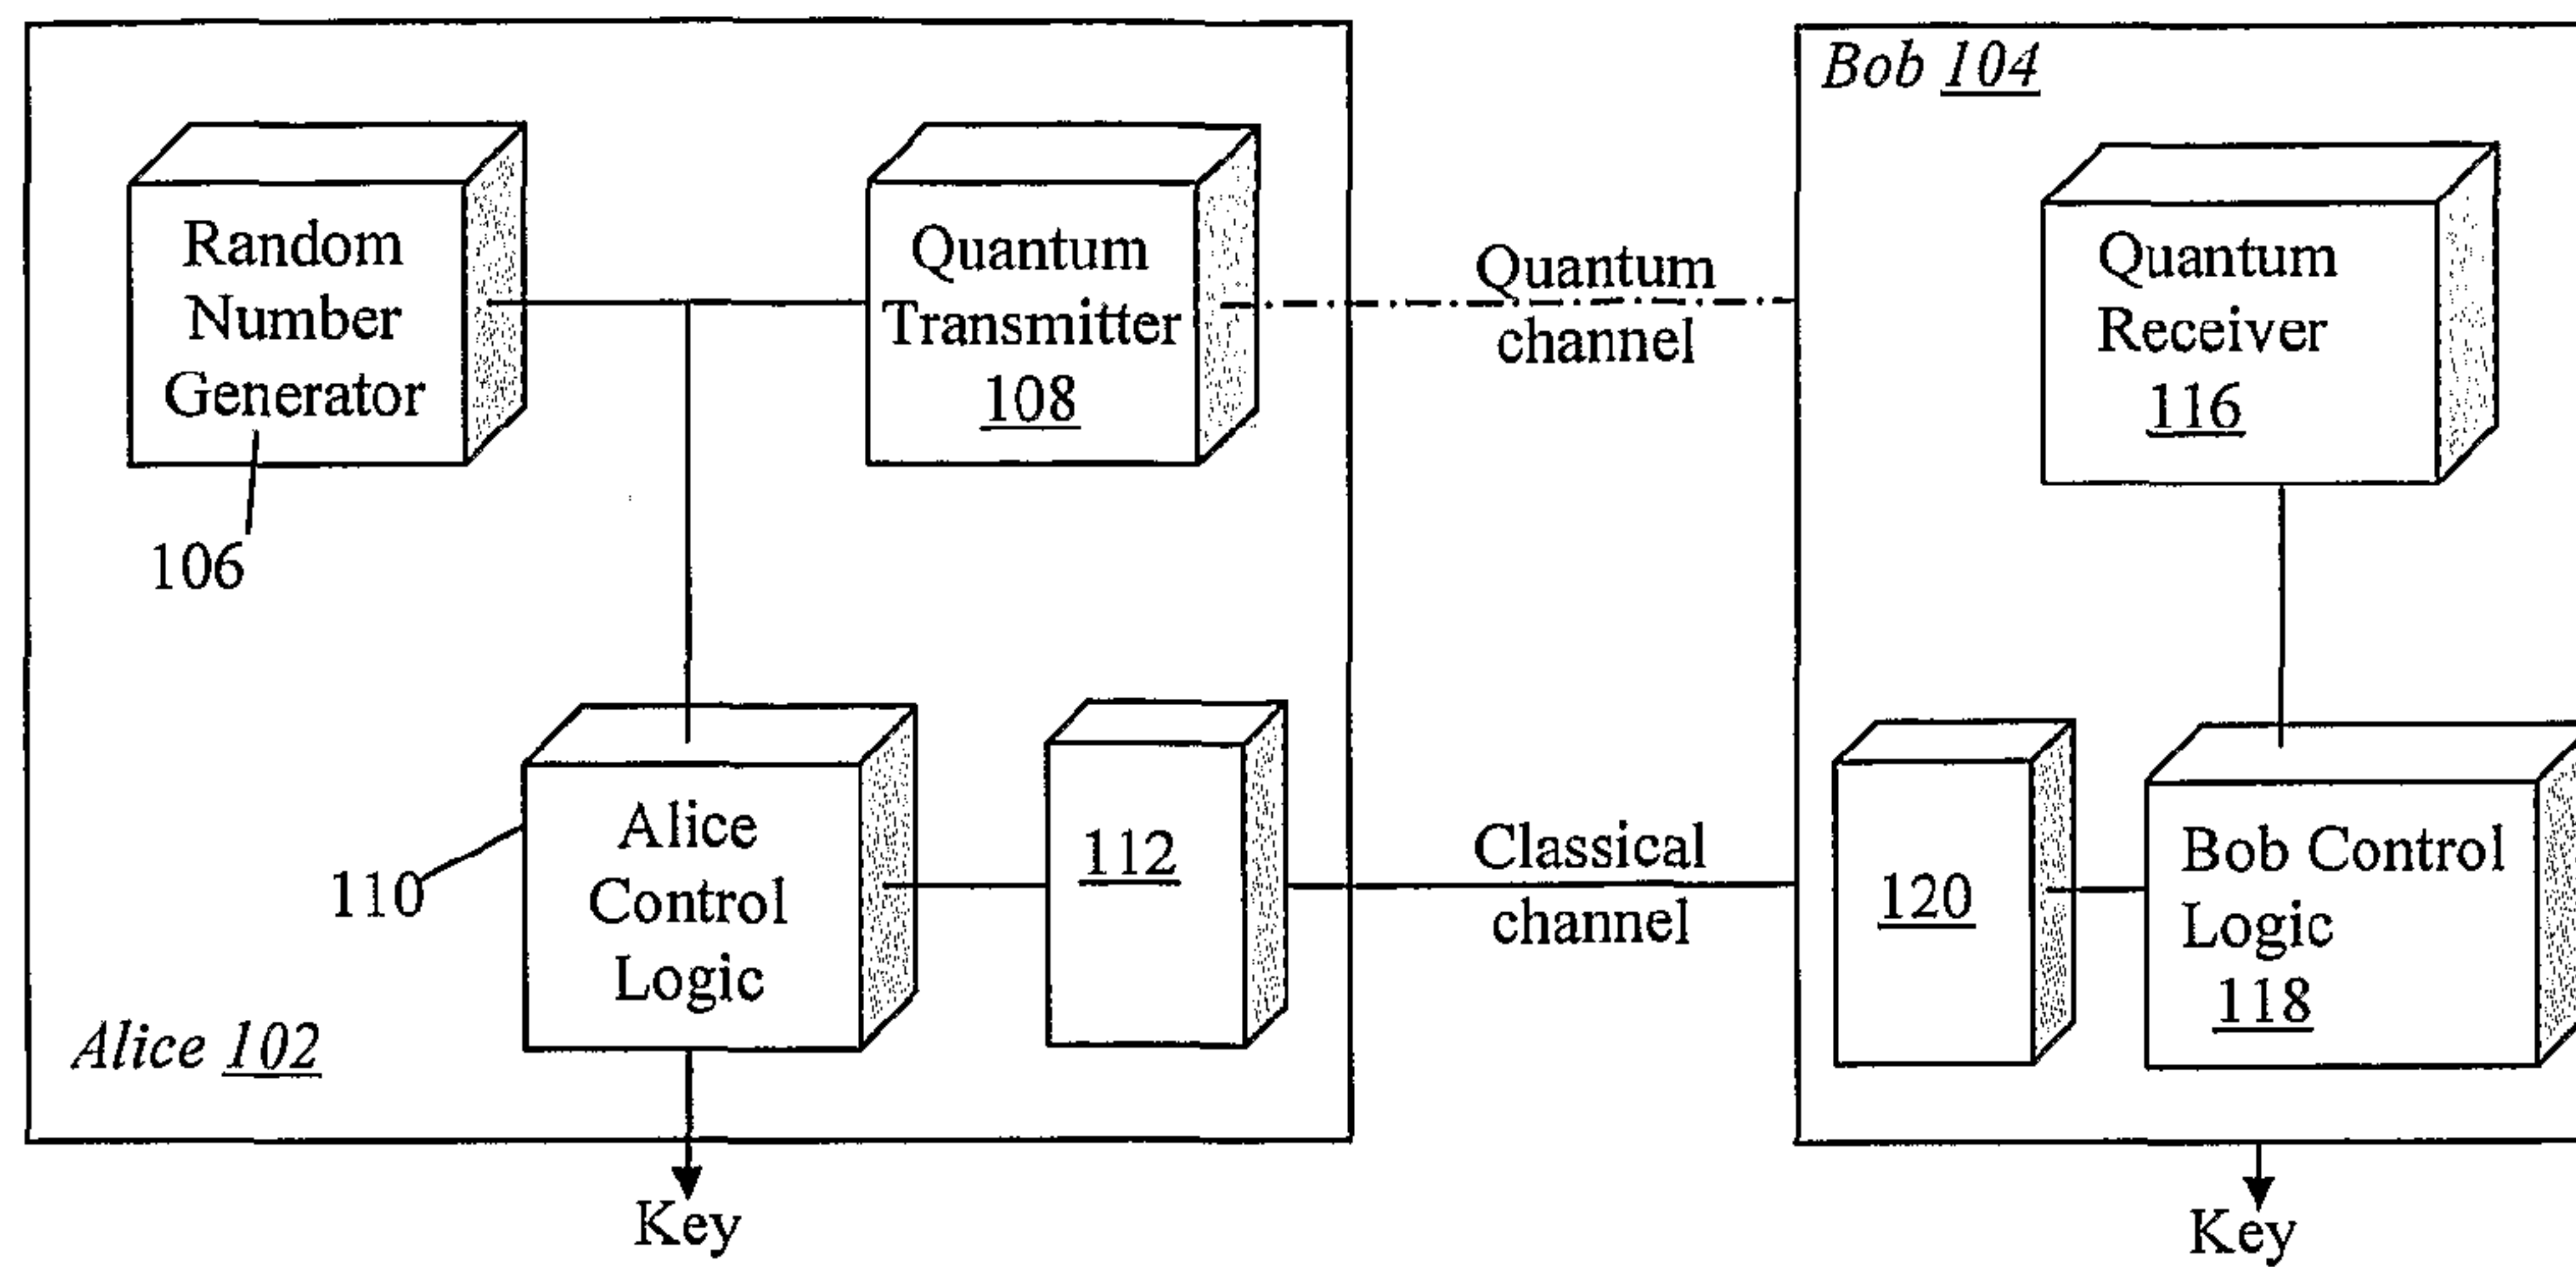 Bob 104
Random
Number
Generator
106
Quantum
Transmitter
108
Quantum
channel
Quantum
Receiver
116
Alice
Control
Logic
110
112
Classical
channel
120
Bob Control
Logic
118
Alice 102
Key
Key